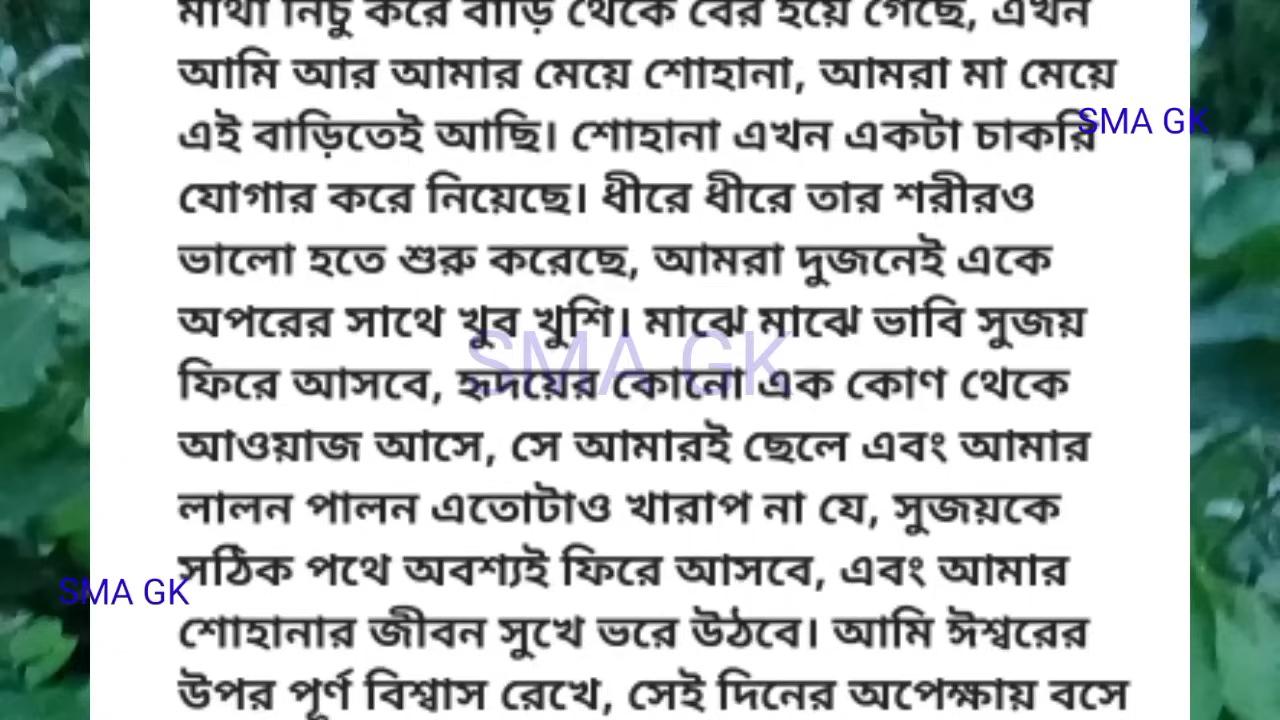 মাথা নিচু করে বাড়ি থেকে বের হয়ে গেছে, এখন
আমি আর আমার মেয়ে শোহানা, আমরা মা মেয়ে
এই বাড়িতেই আছি। শোহানা এখন একটা চাকরি
SMA GK
যোগার করে নিয়েছে। ধীরে ধীরে তার শরীরও
ভালো হতে শুরু করেছে, আমরা দুজনেই একে
অপরের সাথে খুব খুশি। মাঝে মাঝে ভাবি সুজয়
SMA GK
ফিরে আসবে, হৃদয়ের কোনো এক কোণ থেকে
আওয়াজ আসে, সে আমারই ছেলে এবং আমার
লালন পালন এতোটাও খারাপ না যে, সুজয়কে
সঠিক পথে অবশ্যই ফিরে আসবে, এবং আমার
SMA GK
শোহানার জীবন সুখে ভরে উঠবে। আমি ঈশ্বরের
উপর পূর্ণ বিশ্বাস রেখে, সেই দিনের অপেক্ষায় বসে